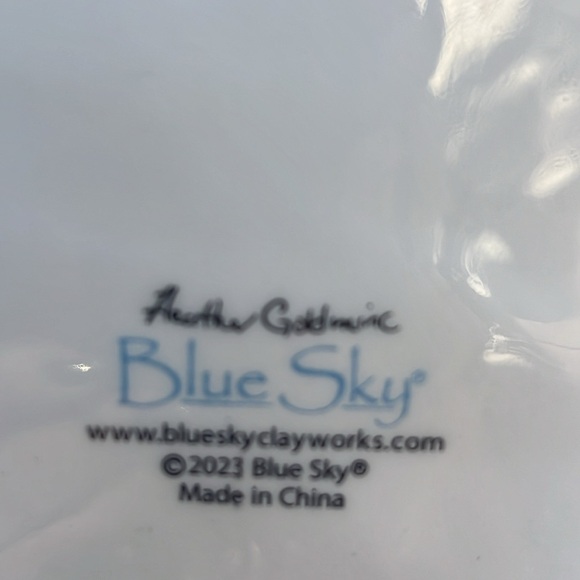 Heather Goldminc
Blue Sky®
www.blueskyclayworks.com
©2023 Blue Sky®
Made in China